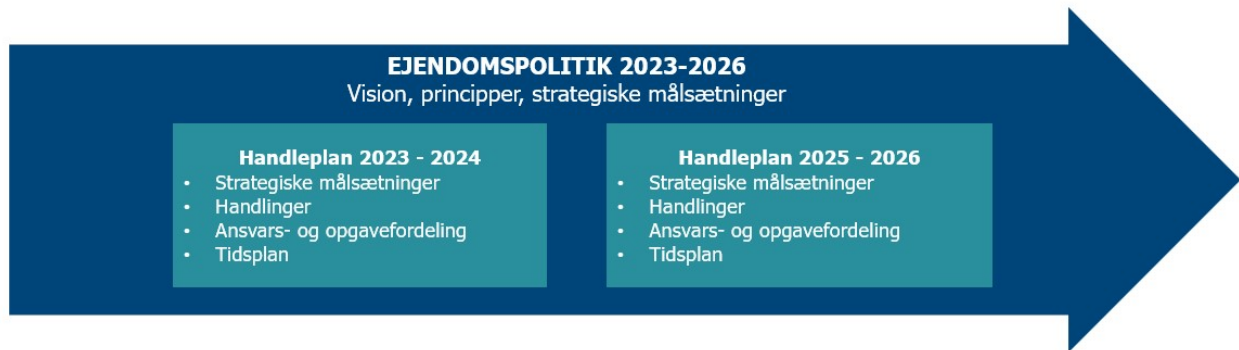 EJENDOMSPOLITIK 2023-2026
Vision, principper, strategiske målsætninger
Handleplan 2023 - 2024
• Strategiske målsætninger
• Handlinger
• Ansvars- og opgavefordeling
• Tidsplan
Handleplan 2025 - 2026
• Strategiske målsætninger
• Handlinger
• Ansvars- og opgavefordeling
• Tidsplan